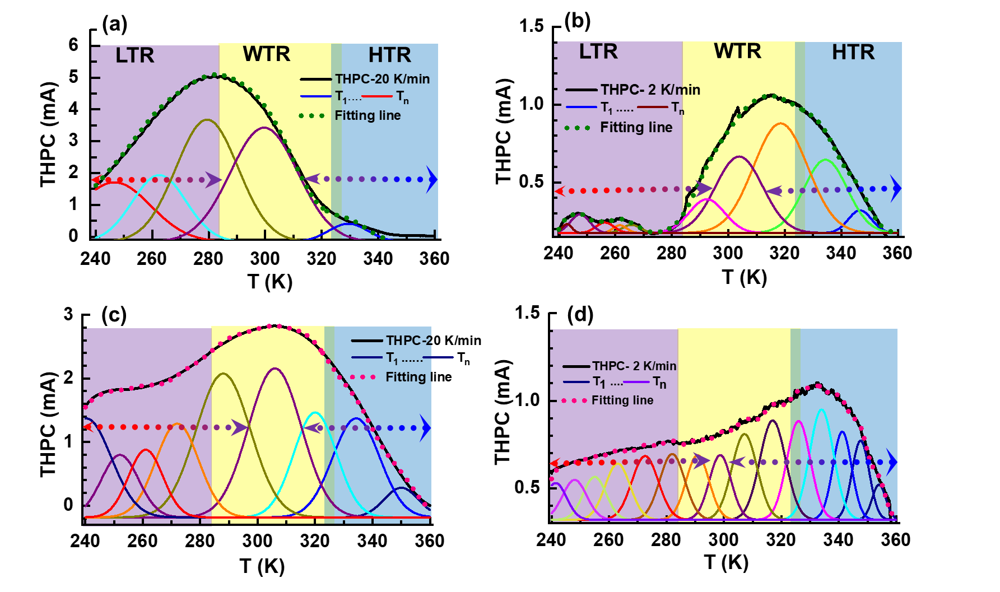 (a)
LTR WTR HTR
THPC-20 K/min
T1.... Tn
Fitting line
THPC (mA)
6
5
4
3
2
1
0
240 260 280 300 320 340 360
T (K)
(b)
LTR WTR HTR
THPC- 2 K/min
T1 ..... Tn
Fitting line
THPC (mA)
1.5
1.0
0.5
240 260 280 300 320 340 360
T (K)
(c)
THPC-20 K/min
T1 ...... Tn
Fitting line
THPC (mA)
3
2
1
0
240 260 280 300 320 340 360
T (K)
(d)
THPC- 2 K/min
T1 .... Tn
Fitting line
THPC (mA)
1.5
1.0
0.5
240 260 280 300 320 340 360
T (K)